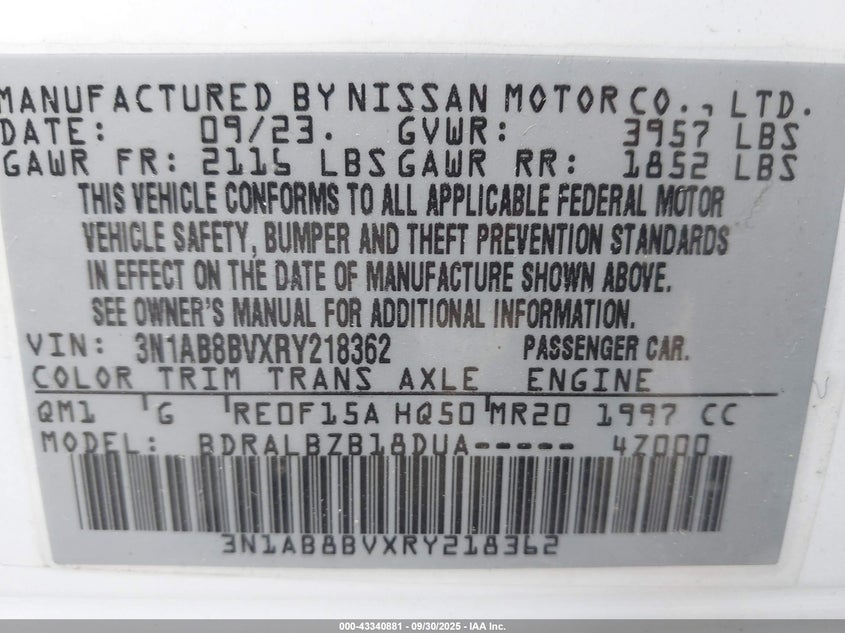 MANUFACTURED BY NISSAN MOTOR CO., LTD.
DATE: 09/23. GVWR: 3957 LBS
GAWR FR: 2116 LBS GAWR RR: 1852 LBS
THIS VEHICLE CONFORMS TO ALL APPLICABLE FEDERAL MOTOR
VEHICLE SAFETY, BUMPER AND THEFT PREVENTION STANDARDS
IN EFFECT ON THE DATE OF MANUFACTURE SHOWN ABOVE.
SEE OWNER'S MANUAL FOR ADDITIONAL INFORMATION.
VIN: 3N1AB8BVXRY218362 PASSENGER CAR.
COLOR TRIM TRANS AXLE ENGINE
QM1 G RE0F15A HQ50 MR20 1997 CC
MODEL: BDRALBZB18DUA----- 4Z000
3N1AB8BVXRY218362
000-43340881 - 09/30/2025 - IAA Inc.